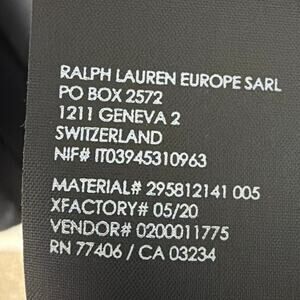 RALPH LAUREN EUROPE SARL
PO BOX 2572
1211 GENEVA 2
SWITZERLAND
NIF# IT03945310963
MATERIAL# 295812141 005
XFACTORY# 05/20
VENDOR# 0200011775
RN 77406 / CA 03234